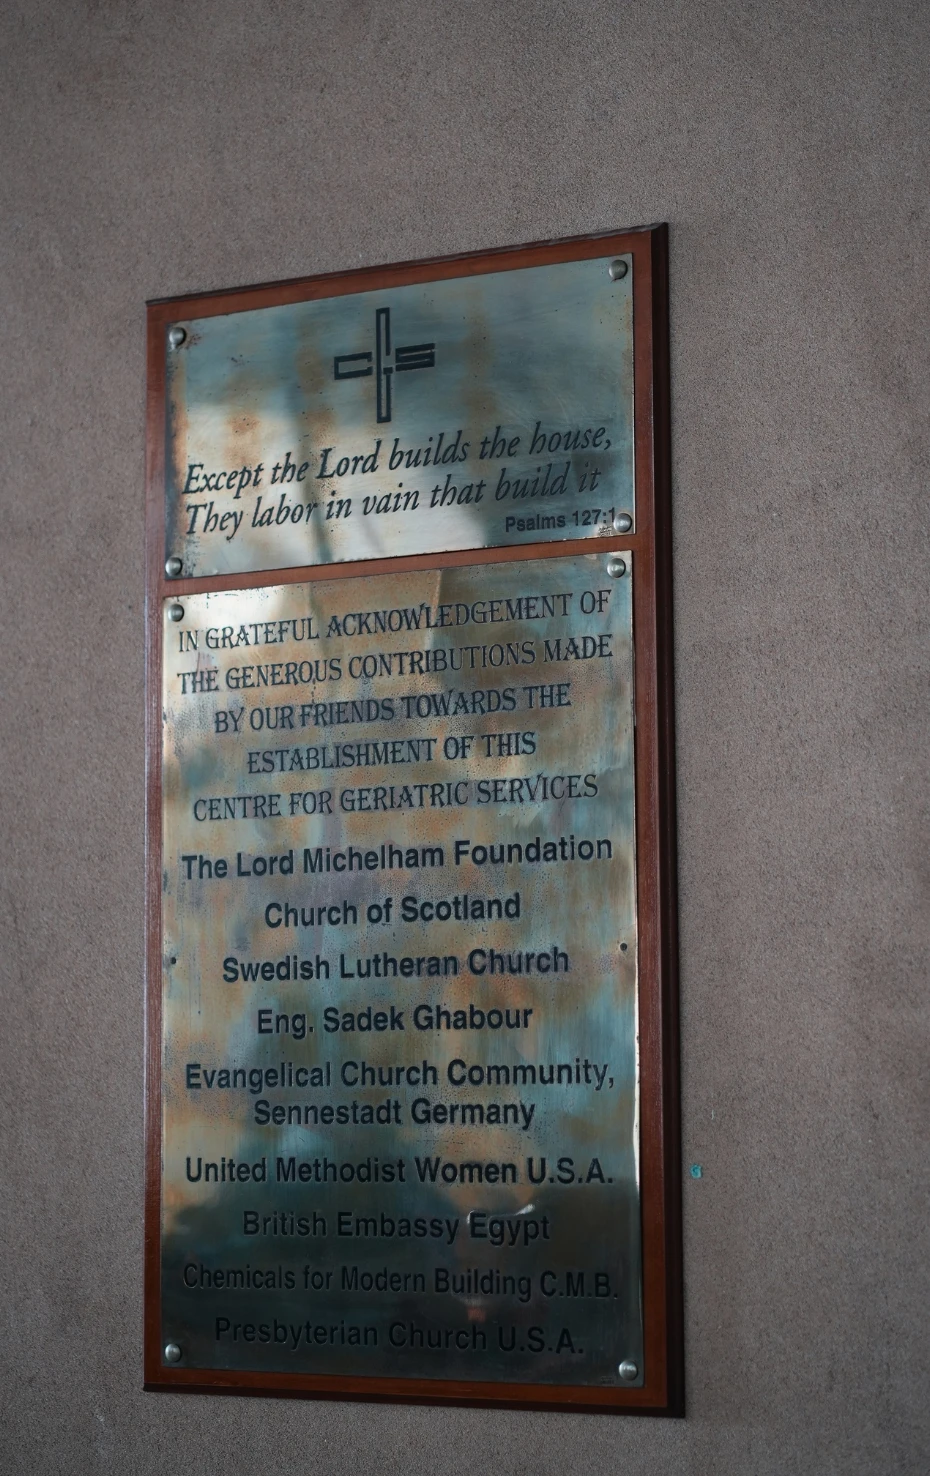 CGS
Except the Lord builds the house,
They labor in vain that build it
Psalms 127:1
IN GRATEFUL ACKNOWLEDGEMENT OF
THE GENEROUS CONTRIBUTIONS MADE
BY OUR FRIENDS TOWARDS THE
ESTABLISHMENT OF THIS
CENTRE FOR GERIATRIC SERVICES
The Lord Michelham Foundation
Church of Scotland
Swedish Lutheran Church
Eng. Sadek Ghabour
Evangelical Church Community,
Sennestadt Germany
United Methodist Women U.S.A.
British Embassy Egypt
Chemicals for Modern Building C.M.B.
Presbyterian Church U.S.A.